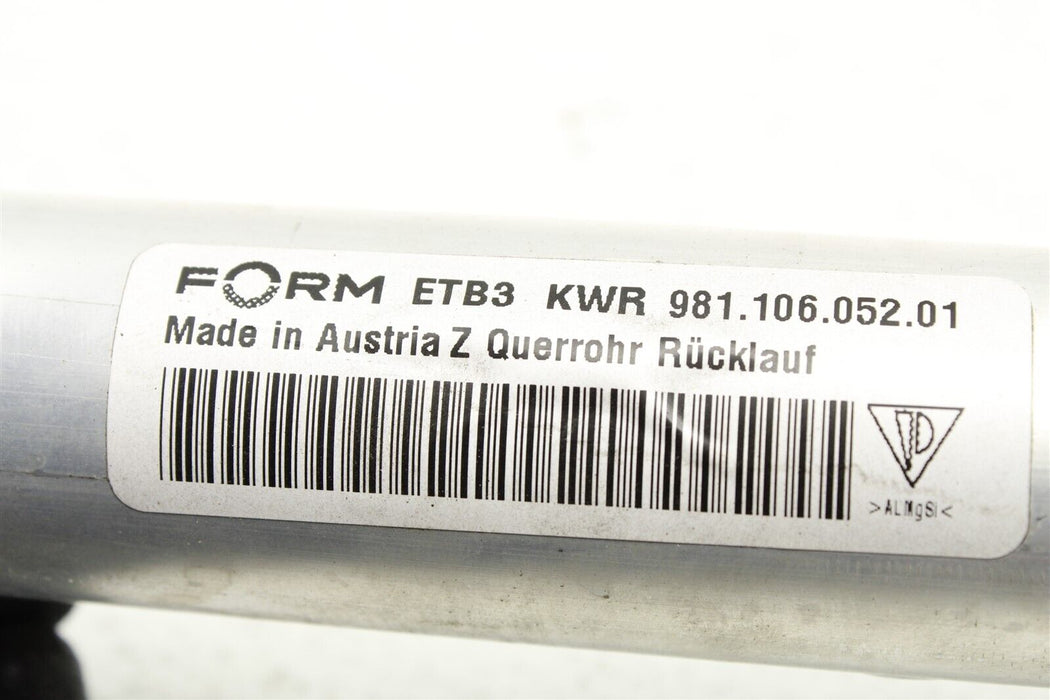 FORM ETB3 KWR 981.106.052.01
Made in Austria Z Querrohr Rücklauf
>ALMgSi<